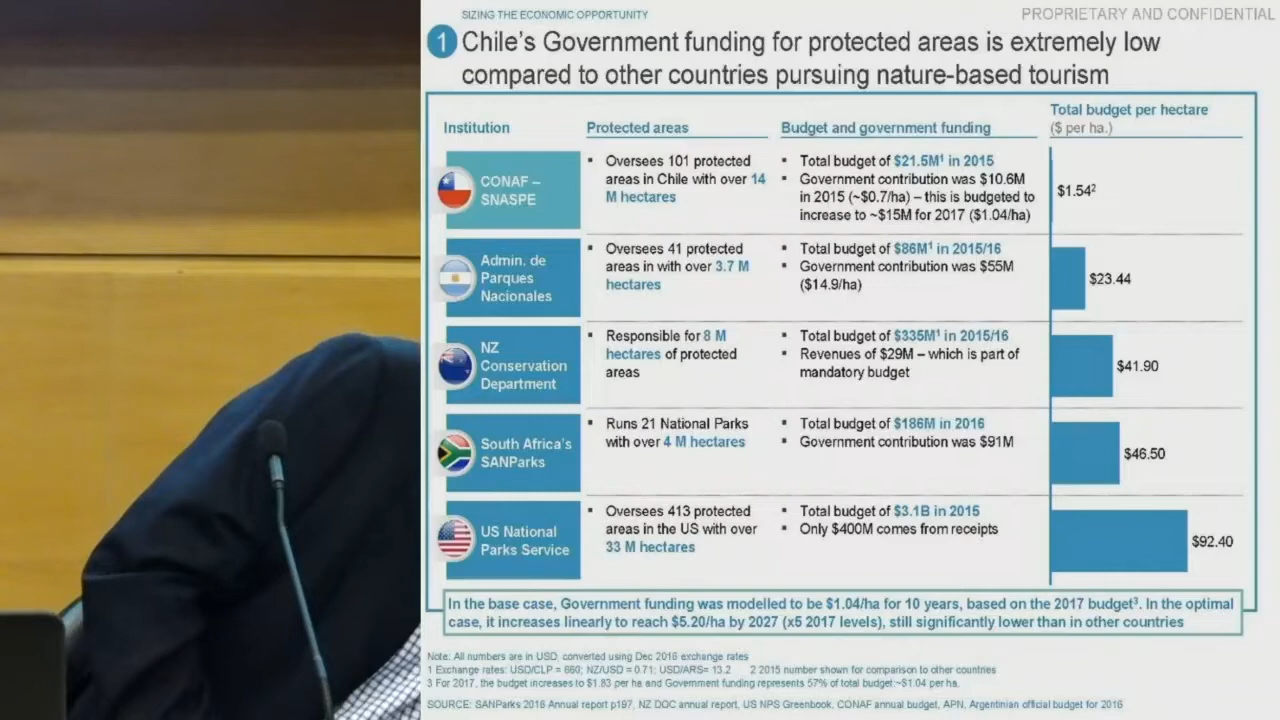 SIZING THE ECONOMIC OPPORTUNITY
PROPRIETARY AND CONFIDENTIAL
1 Chile's Government funding for protected areas is extremely low
compared to other countries pursuing nature-based tourism
Institution
Protected areas
Budget and government funding
Total budget per hectare
($ per ha.)
CONAF –
SNASPE
▪ Oversees 101 protected
areas in Chile with over 14
M hectares
▪ Total budget of $21.5M¹ in 2015
▪ Government contribution was $10.6M
in 2015 (~$0.7/ha) – this is budgeted to
increase to ~$15M for 2017 ($1.04/ha)
$1.54²
Admin. de
Parques
Nacionales
▪ Oversees 41 protected
areas in with over 3.7 M
hectares
▪ Total budget of $86M¹ in 2015/16
▪ Government contribution was $55M
($14.9/ha)
$23.44
NZ
Conservation
Department
▪ Responsible for 8 M
hectares of protected
areas
▪ Total budget of $335M¹ in 2015/16
▪ Revenues of $29M – which is part of
mandatory budget
$41.90
South Africa's
SANParks
▪ Runs 21 National Parks
with over 4 M hectares
▪ Total budget of $186M in 2016
▪ Government contribution was $91M
$46.50
US National
Parks Service
▪ Oversees 413 protected
areas in the US with over
33 M hectares
▪ Total budget of $3.1B in 2015
▪ Only $400M comes from receipts
$92.40
In the base case, Government funding was modelled to be $1.04/ha for 10 years, based on the 2017 budget³. In the optimal
case, it increases linearly to reach $5.20/ha by 2027 (x5 2017 levels), still significantly lower than in other countries
Note: All numbers are in USD, converted using Dec 2016 exchange rates
1 Exchange rates: USD/CLP = 660; NZ/USD = 0.71; USD/ARS= 13.2 2 2015 number shown for comparison to other countries
3 For 2017, the budget increases to $1.83 per ha and Government funding represents 57% of total budget:~$1.04 per ha.
SOURCE: SANParks 2016 Annual report p197, NZ DOC annual report, US NPS Greenbook, CONAF annual budget, APN, Argentinian official budget for 2016